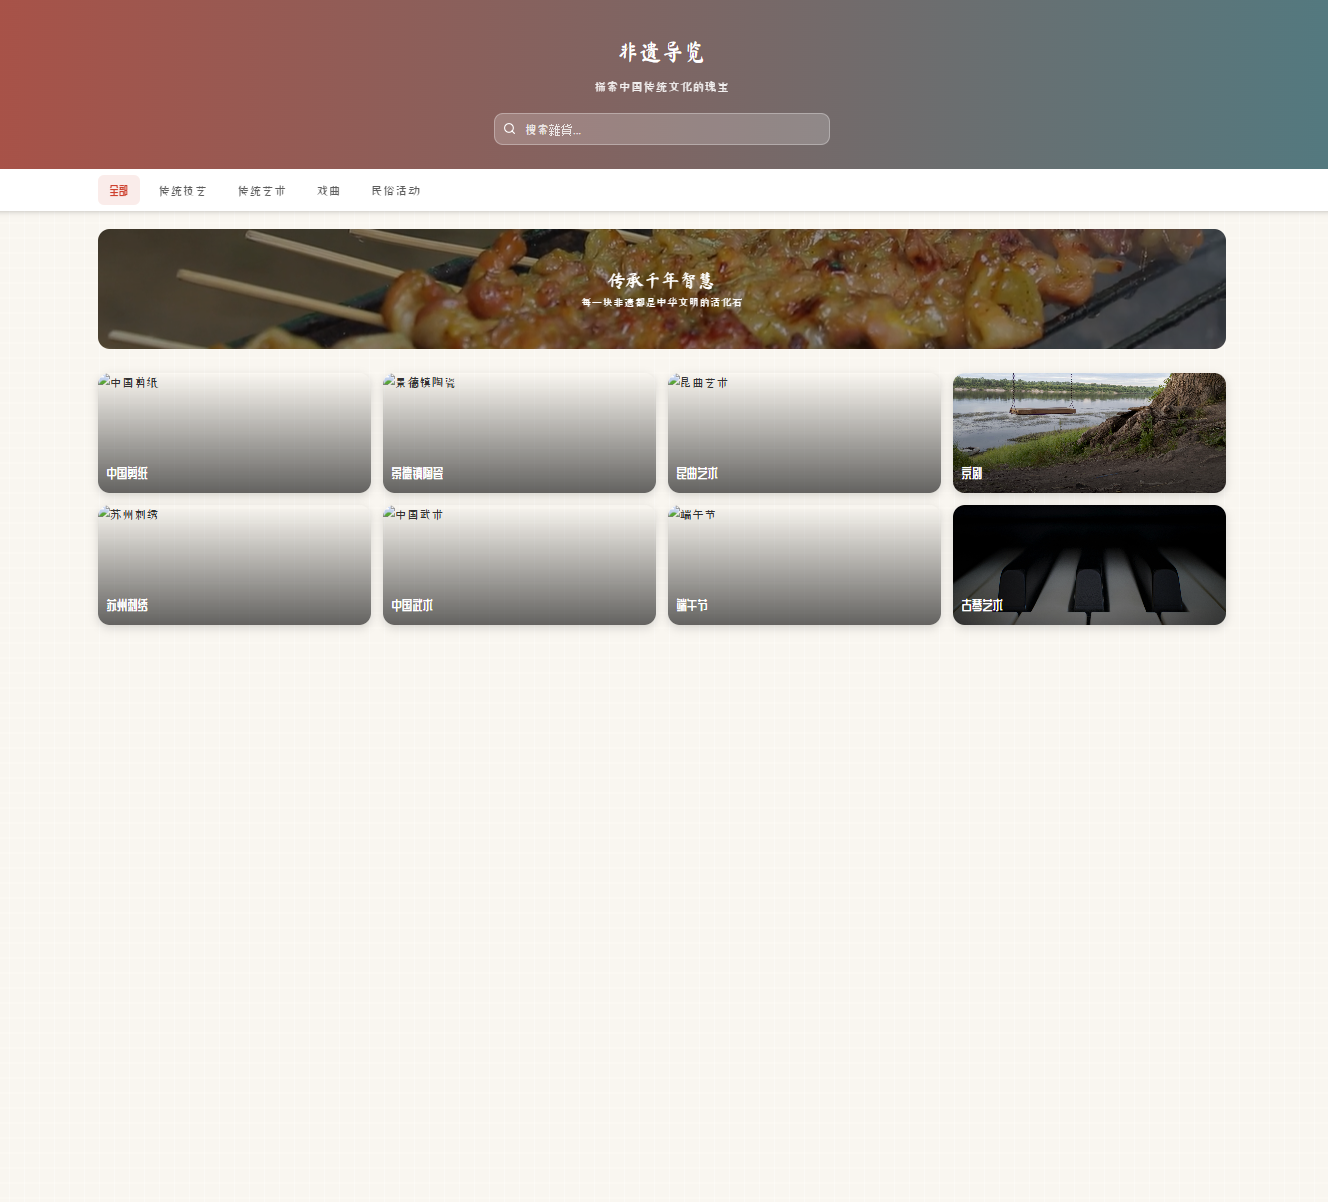 非遗导览
探索中国传统文化的瑰宝
搜索雜貨...
全部
传统技艺
传统艺术
戏曲
民俗活动
传承千年智慧
每一块非遗都是中华文明的活化石
中国剪纸
中国剪纸
景德镇陶瓷
景德镇陶瓷
昆曲艺术
昆曲艺术
京剧
苏州刺绣
苏州刺绣
中国武术
中国武术
端午节
端午节
古琴艺术